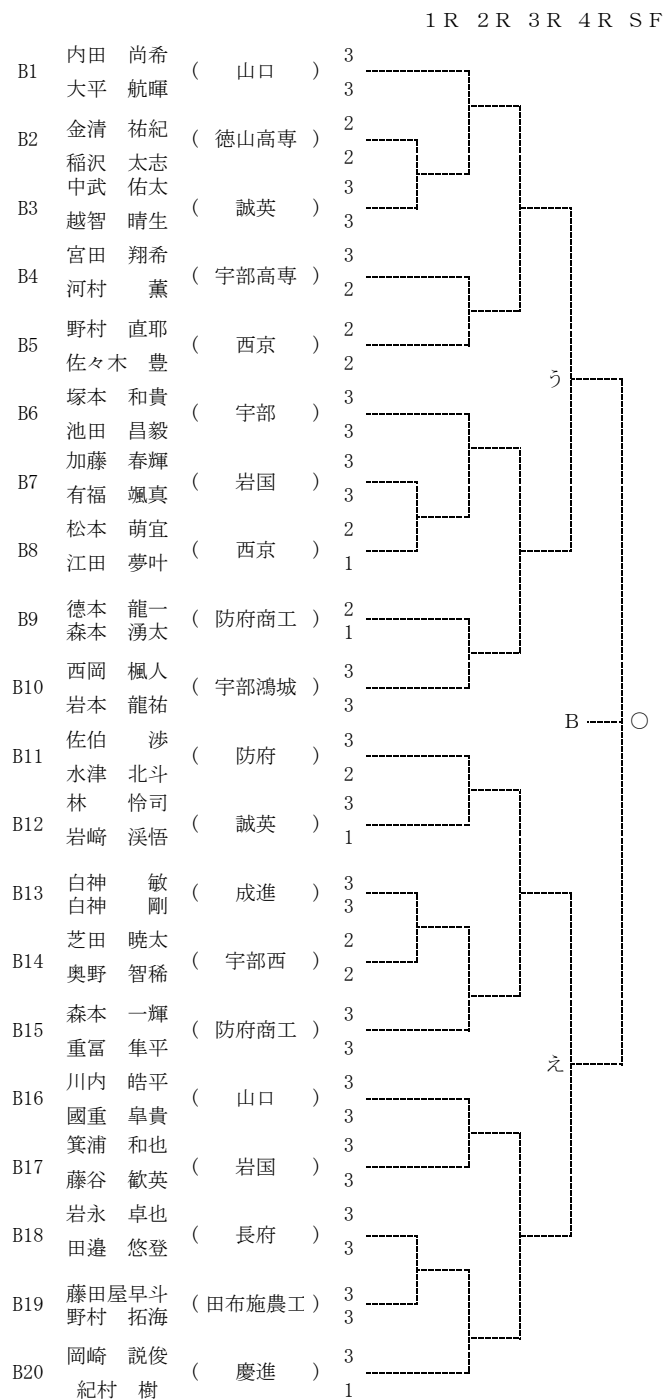 1R 2R 3R 4R SF
内田 尚希 3
B1 ( 山口 )
大平 航暉 3
金清 祐紀 2
B2 ( 徳山高専 )
稲沢 太志 2
中武 佑太 3
B3 ( 誠英 )
越智 晴生 3
宮田 翔希 3
B4 ( 宇部高専 )
河村 薫 2
野村 直耶 2
B5 ( 西京 )
佐々木 豊 2
う
塚本 和貴 3
B6 ( 宇部 )
池田 昌毅 3
加藤 春輝 3
B7 ( 岩国 )
有福 颯真 3
松本 萌宜 2
B8 ( 西京 )
江田 夢叶 1
德本 龍一 2
B9 ( 防府商工 )
森本 湧太 1
西岡 楓人 3
B10 ( 宇部鴻城 )
岩本 龍祐 3
B ○
佐伯 渉 3
B11 ( 防府 )
水津 北斗 2
林 怜司 3
B12 ( 誠英 )
岩﨑 渓悟 1
白神 敏 3
B13 ( 成進 )
白神 剛 3
芝田 暁太 2
B14 ( 宇部西 )
奥野 智稀 2
森本 一輝 3
B15 ( 防府商工 )
重冨 隼平 3
え
川内 皓平 3
B16 ( 山口 )
國重 皐貴 3
箕浦 和也 3
B17 ( 岩国 )
藤谷 歓英 3
岩永 卓也 3
B18 ( 長府 )
田邉 悠登 3
藤田屋早斗 3
B19 ( 田布施農工 )
野村 拓海 3
岡崎 説俊 3
B20 ( 慶進 )
紀村 樹 1